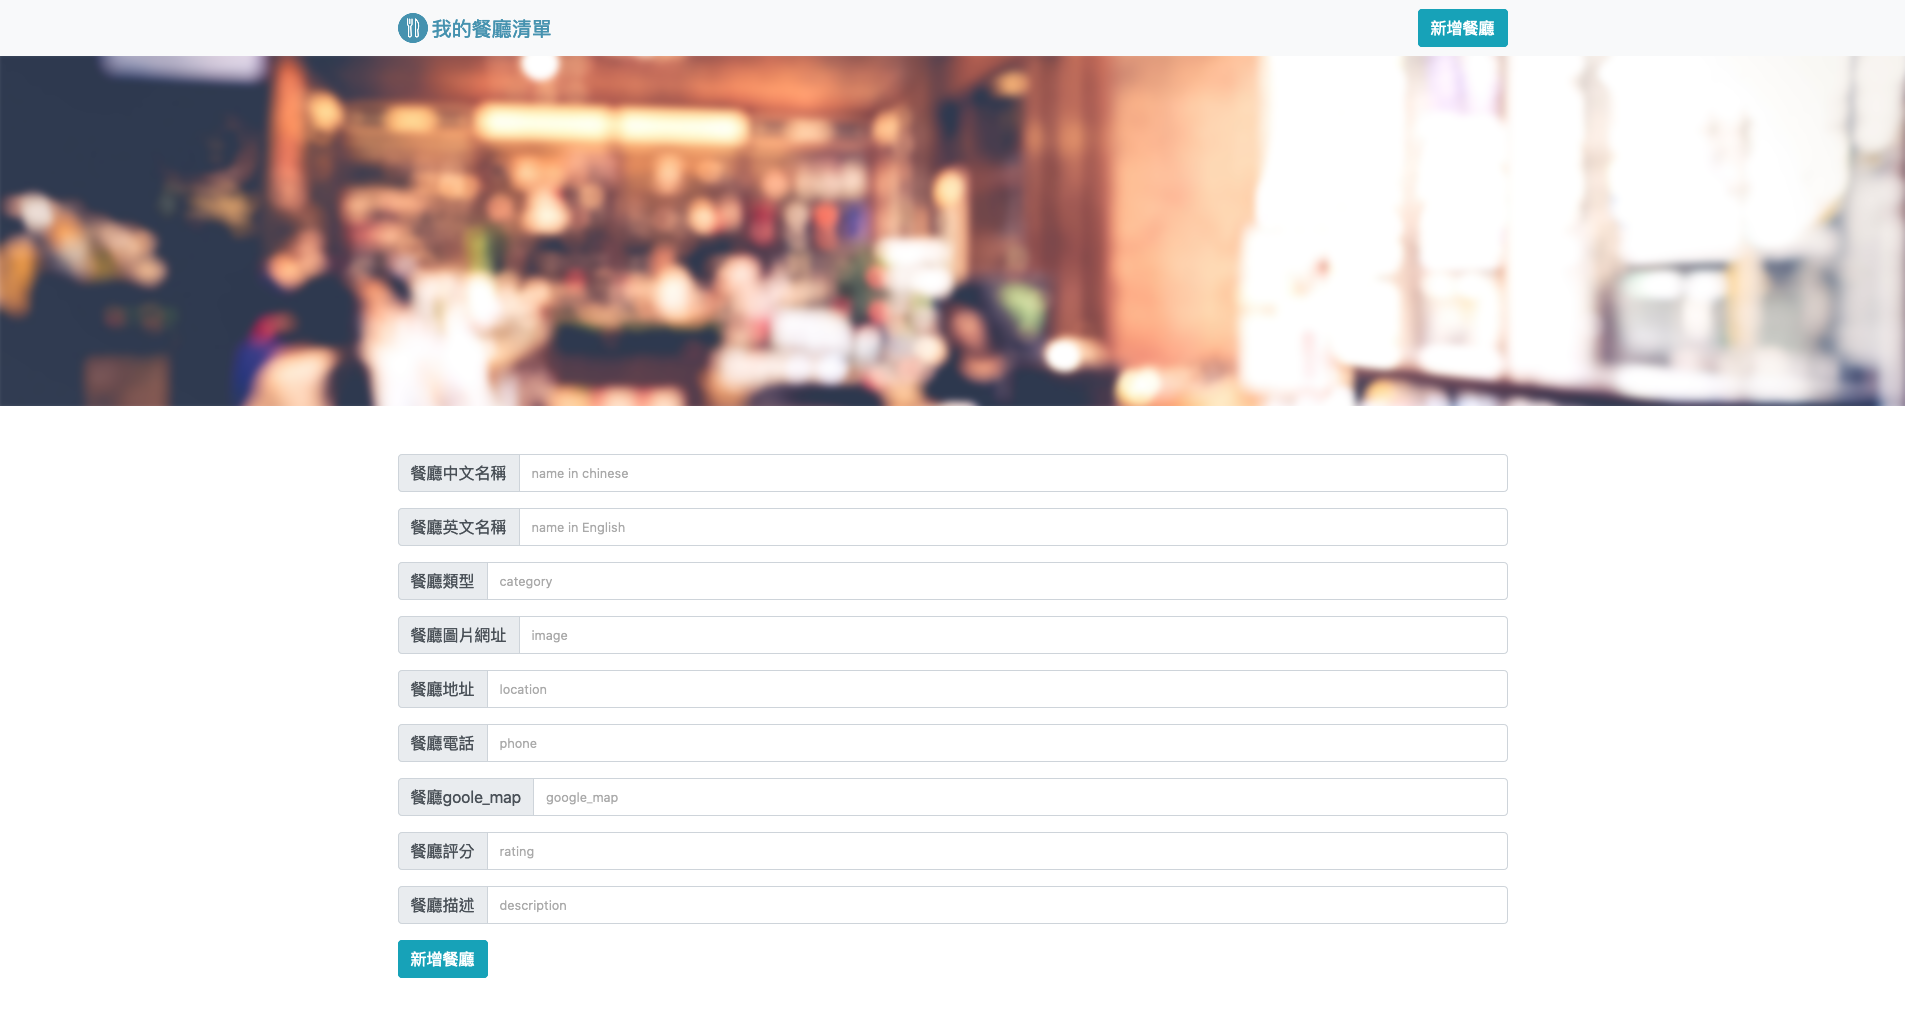 我的餐廳清單
新增餐廳
餐廳中文名稱 name in chinese
餐廳英文名稱 name in English
餐廳類型 category
餐廳圖片網址 image
餐廳地址 location
餐廳電話 phone
餐廳goole_map google_map
餐廳評分 rating
餐廳描述 description
新增餐廳